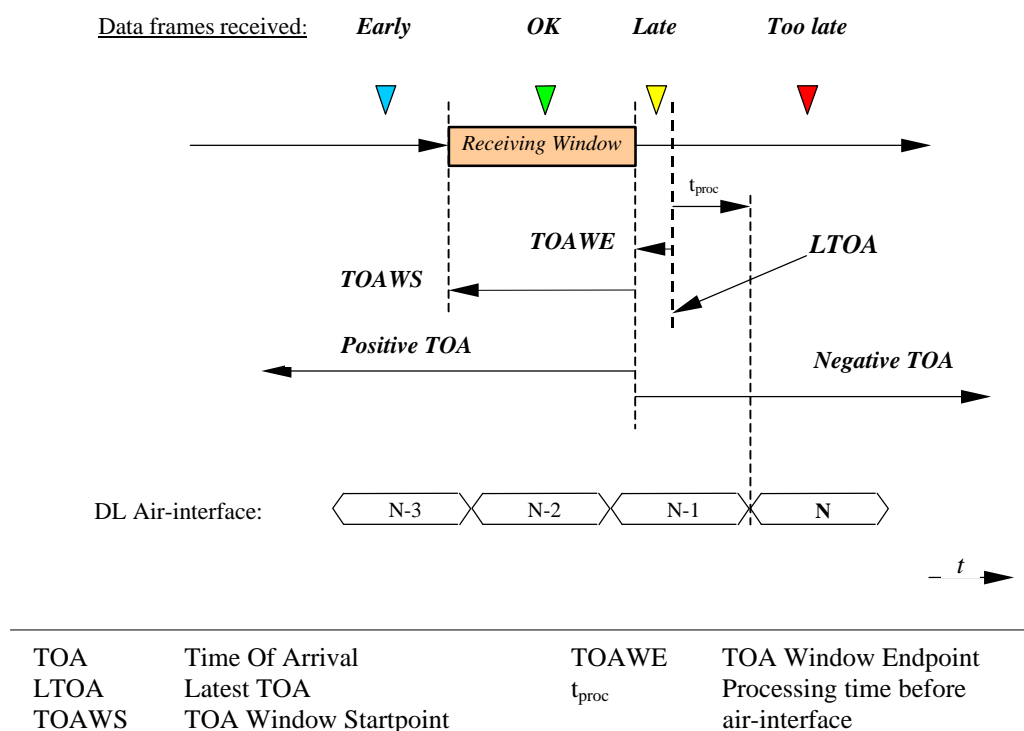 Data frames received: Early OK Late Too late
Receiving Window
tproc
TOAWE LTOA
TOAWS
Positive TOA
Negative TOA
DL Air-interface: N-3 N-2 N-1 N
t
TOA Time Of Arrival TOAWE TOA Window Endpoint
LTOA Latest TOA tproc Processing time before
TOAWS TOA Window Startpoint air-interface